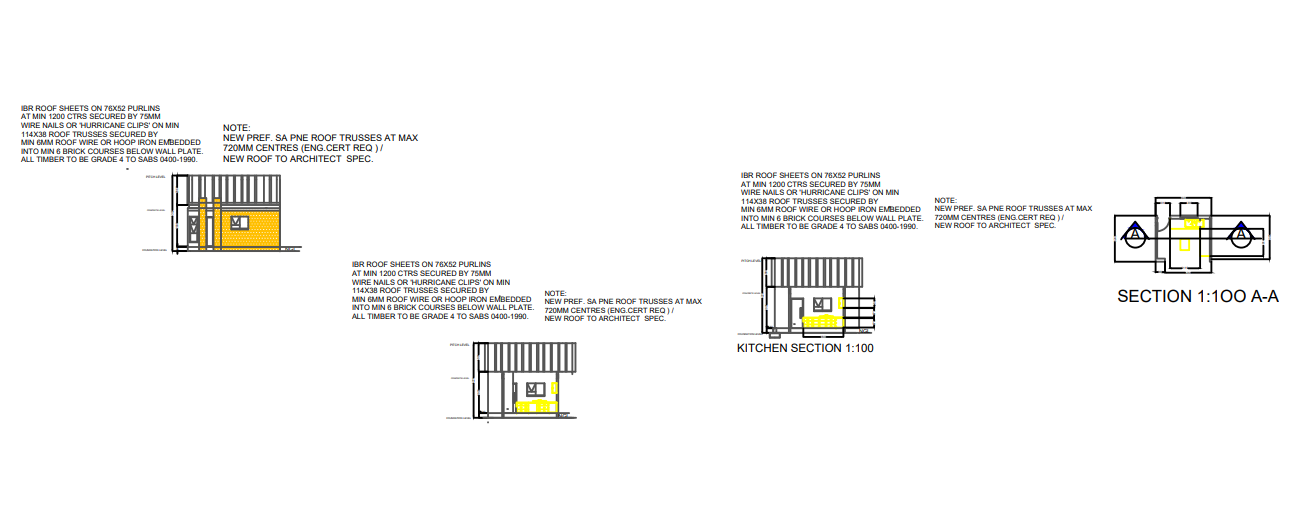 IBR ROOF SHEETS ON 76X52 PURLINS
AT MIN 1200 CTRS SECURED BY 75MM
WIRE NAILS OR 'HURRICANE CLIPS' ON MIN
114X38 ROOF TRUSSES SECURED BY
MIN 6MM ROOF WIRE OR HOOP IRON EMBEDDED
INTO MIN 6 BRICK COURSES BELOW WALL PLATE.
ALL TIMBER TO BE GRADE 4 TO SABS 0400-1990.
NOTE:
NEW PREF. SA PNE ROOF TRUSSES AT MAX
720MM CENTRES (ENG.CERT REQ ) /
NEW ROOF TO ARCHITECT SPEC.
PITCH LEVEL
NGL
IBR ROOF SHEETS ON 76X52 PURLINS
AT MIN 1200 CTRS SECURED BY 75MM
WIRE NAILS OR 'HURRICANE CLIPS' ON MIN
114X38 ROOF TRUSSES SECURED BY
MIN 6MM ROOF WIRE OR HOOP IRON EMBEDDED
INTO MIN 6 BRICK COURSES BELOW WALL PLATE.
ALL TIMBER TO BE GRADE 4 TO SABS 0400-1990.
NOTE:
NEW PREF. SA PNE ROOF TRUSSES AT MAX
720MM CENTRES (ENG.CERT REQ ) /
NEW ROOF TO ARCHITECT SPEC.
PITCH LEVEL
NGL
IBR ROOF SHEETS ON 76X52 PURLINS
AT MIN 1200 CTRS SECURED BY 75MM
WIRE NAILS OR 'HURRICANE CLIPS' ON MIN
114X38 ROOF TRUSSES SECURED BY
MIN 6MM ROOF WIRE OR HOOP IRON EMBEDDED
INTO MIN 6 BRICK COURSES BELOW WALL PLATE.
ALL TIMBER TO BE GRADE 4 TO SABS 0400-1990.
NOTE:
NEW PREF. SA PNE ROOF TRUSSES AT MAX
720MM CENTRES (ENG.CERT REQ ) /
NEW ROOF TO ARCHITECT SPEC.
PITCH LEVEL
NGL
KITCHEN SECTION 1:100
A
A
SECTION 1:1OO A-A